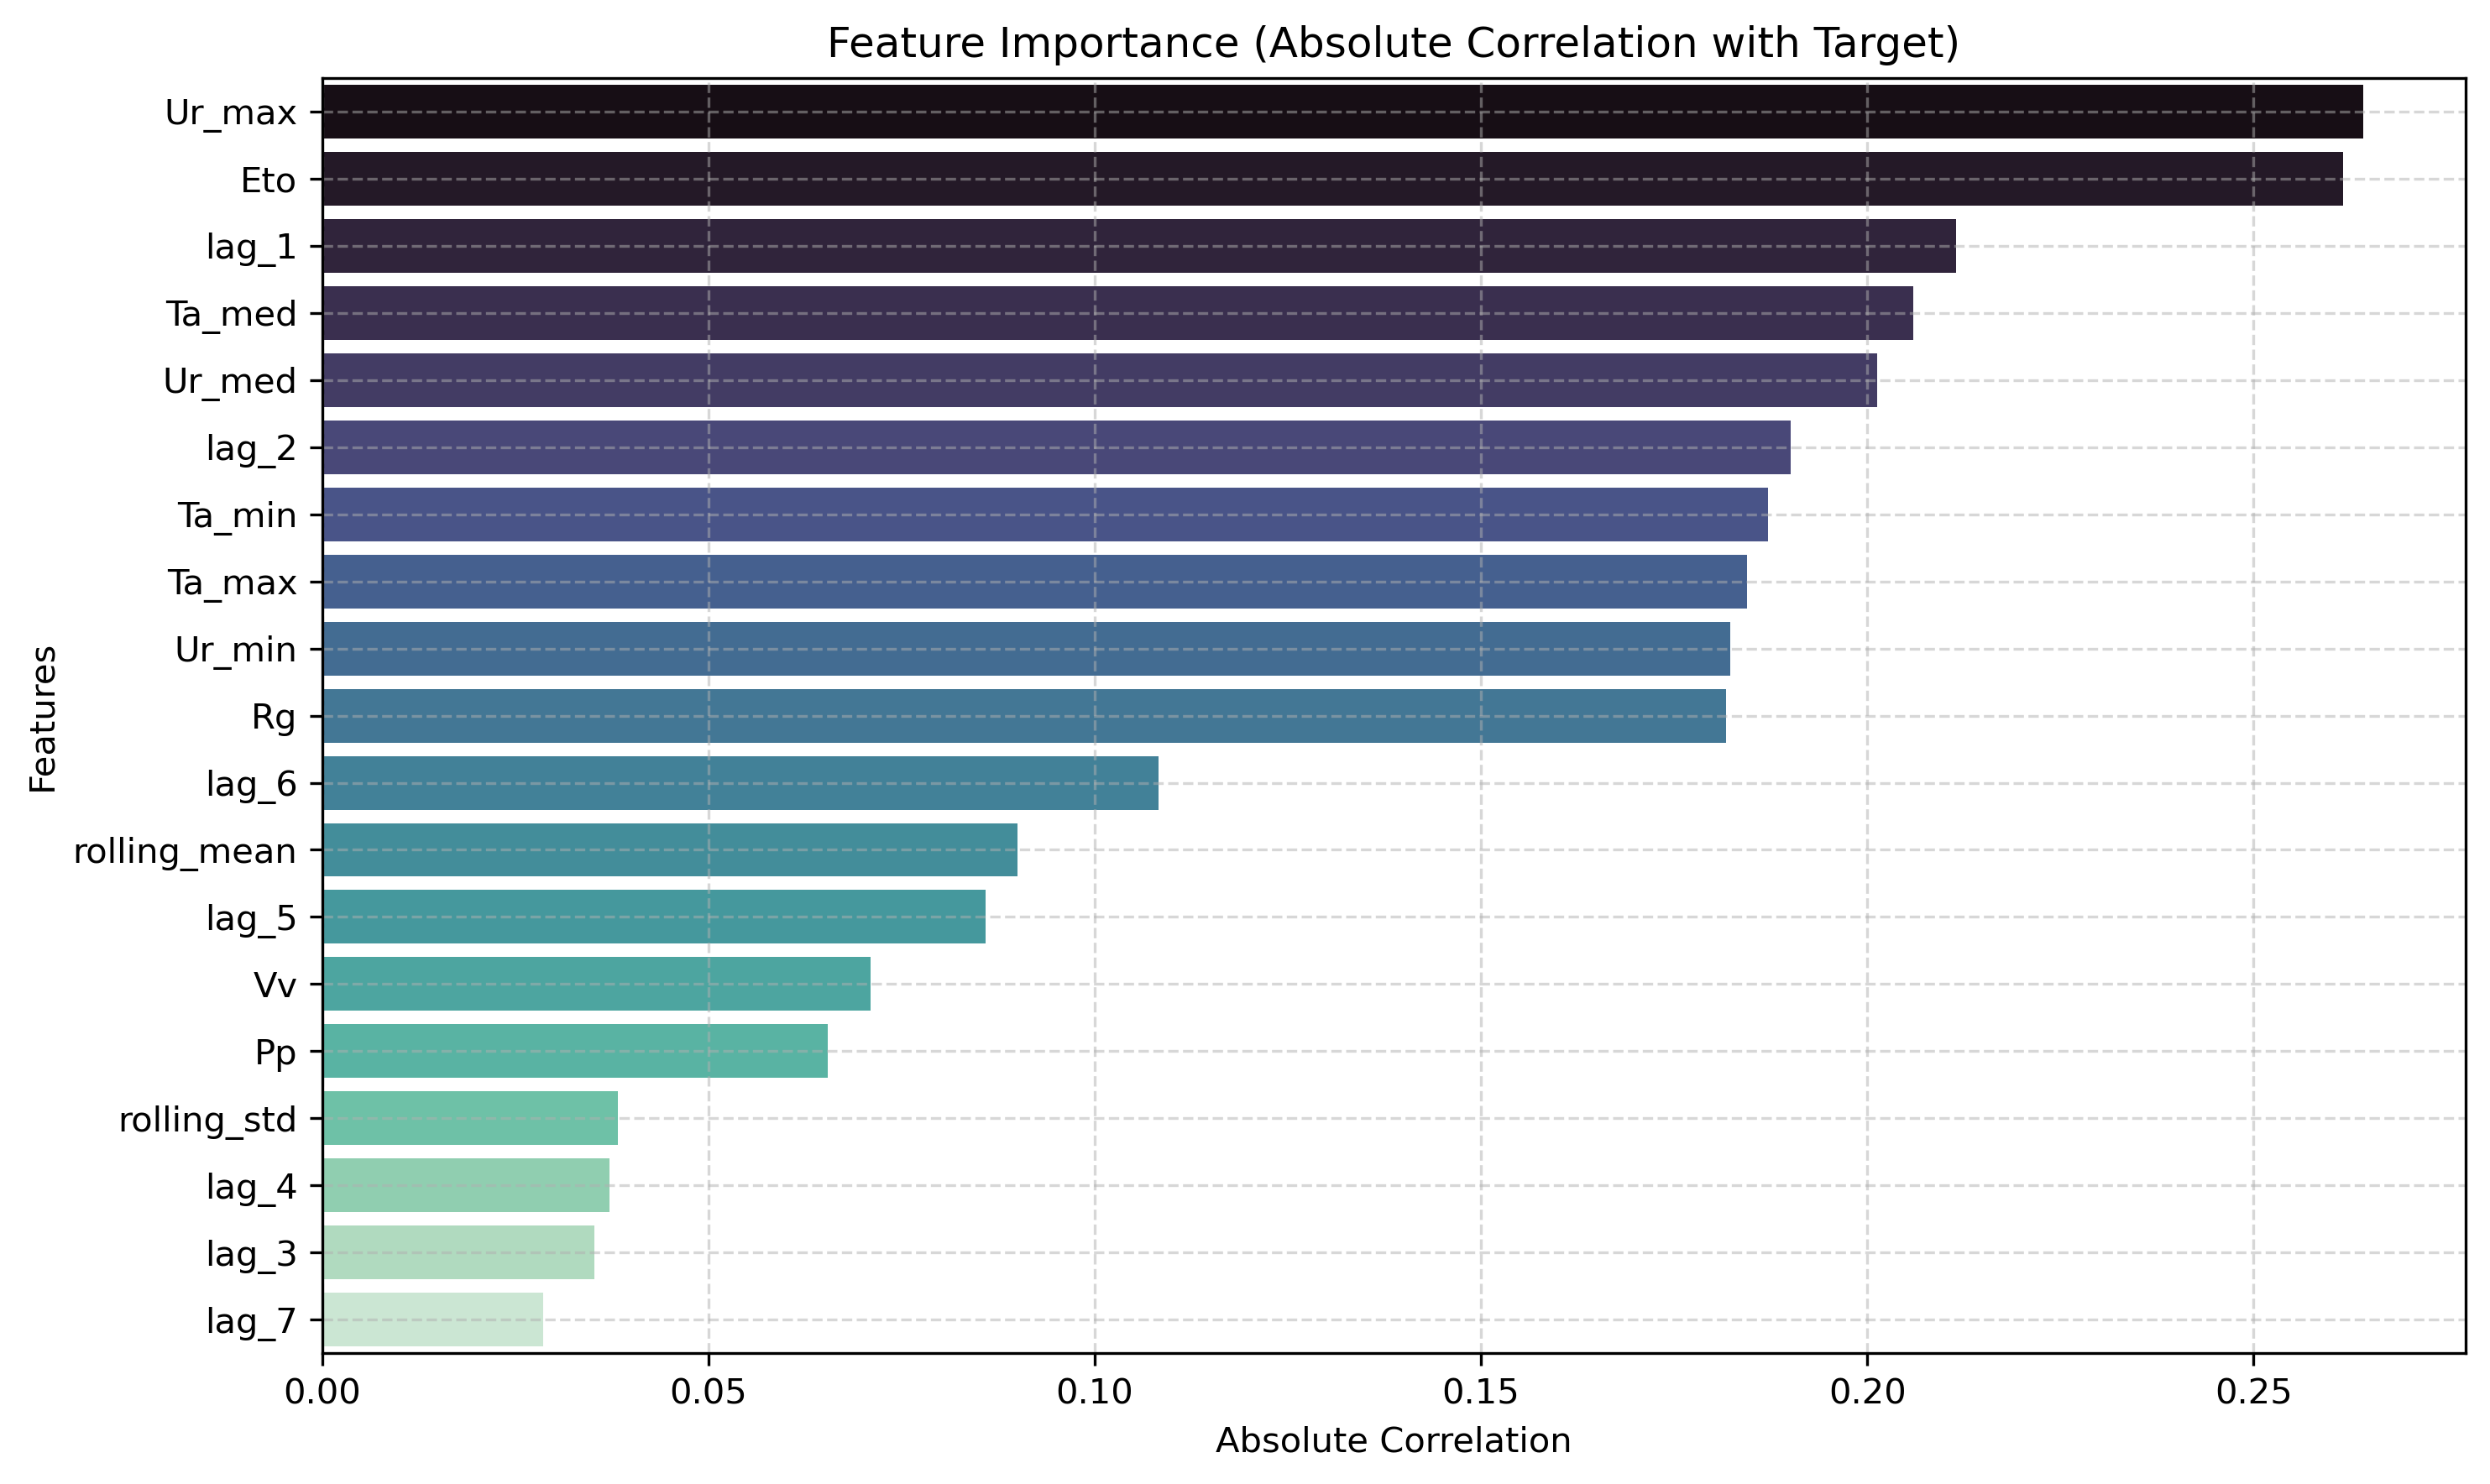 Feature Importance (Absolute Correlation with Target)
Ur_max
Eto
lag_1
Ta_med
Ur_med
lag_2
Ta_min
Ta_max
Ur_min
Rg
lag_6
rolling_mean
lag_5
Vv
Pp
rolling_std
lag_4
lag_3
lag_7
Features
0.00 0.05 0.10 0.15 0.20 0.25
Absolute Correlation